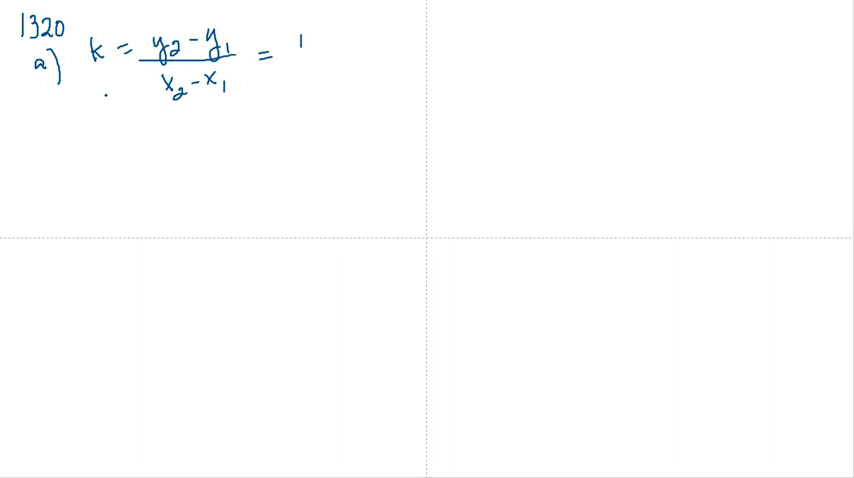 1320
a) k = y₂ - y₁ / x₂ - x₁ = 1